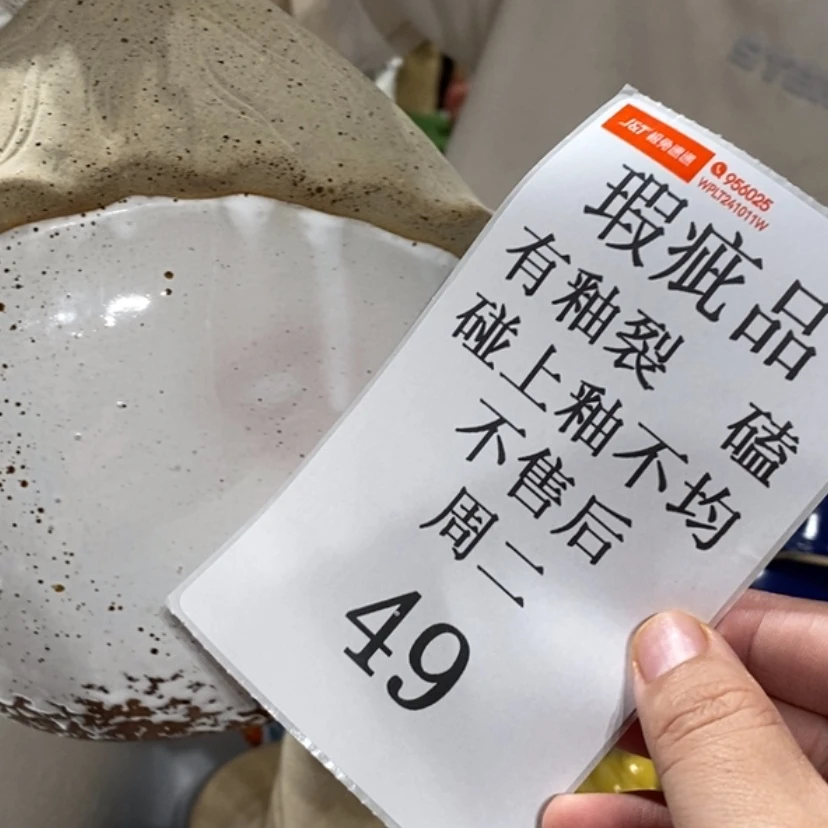 J&T 极兔速递
956025
WPLT241011W
瑕疵品
有釉裂 磕
碰上釉不均
不售后
周二
49